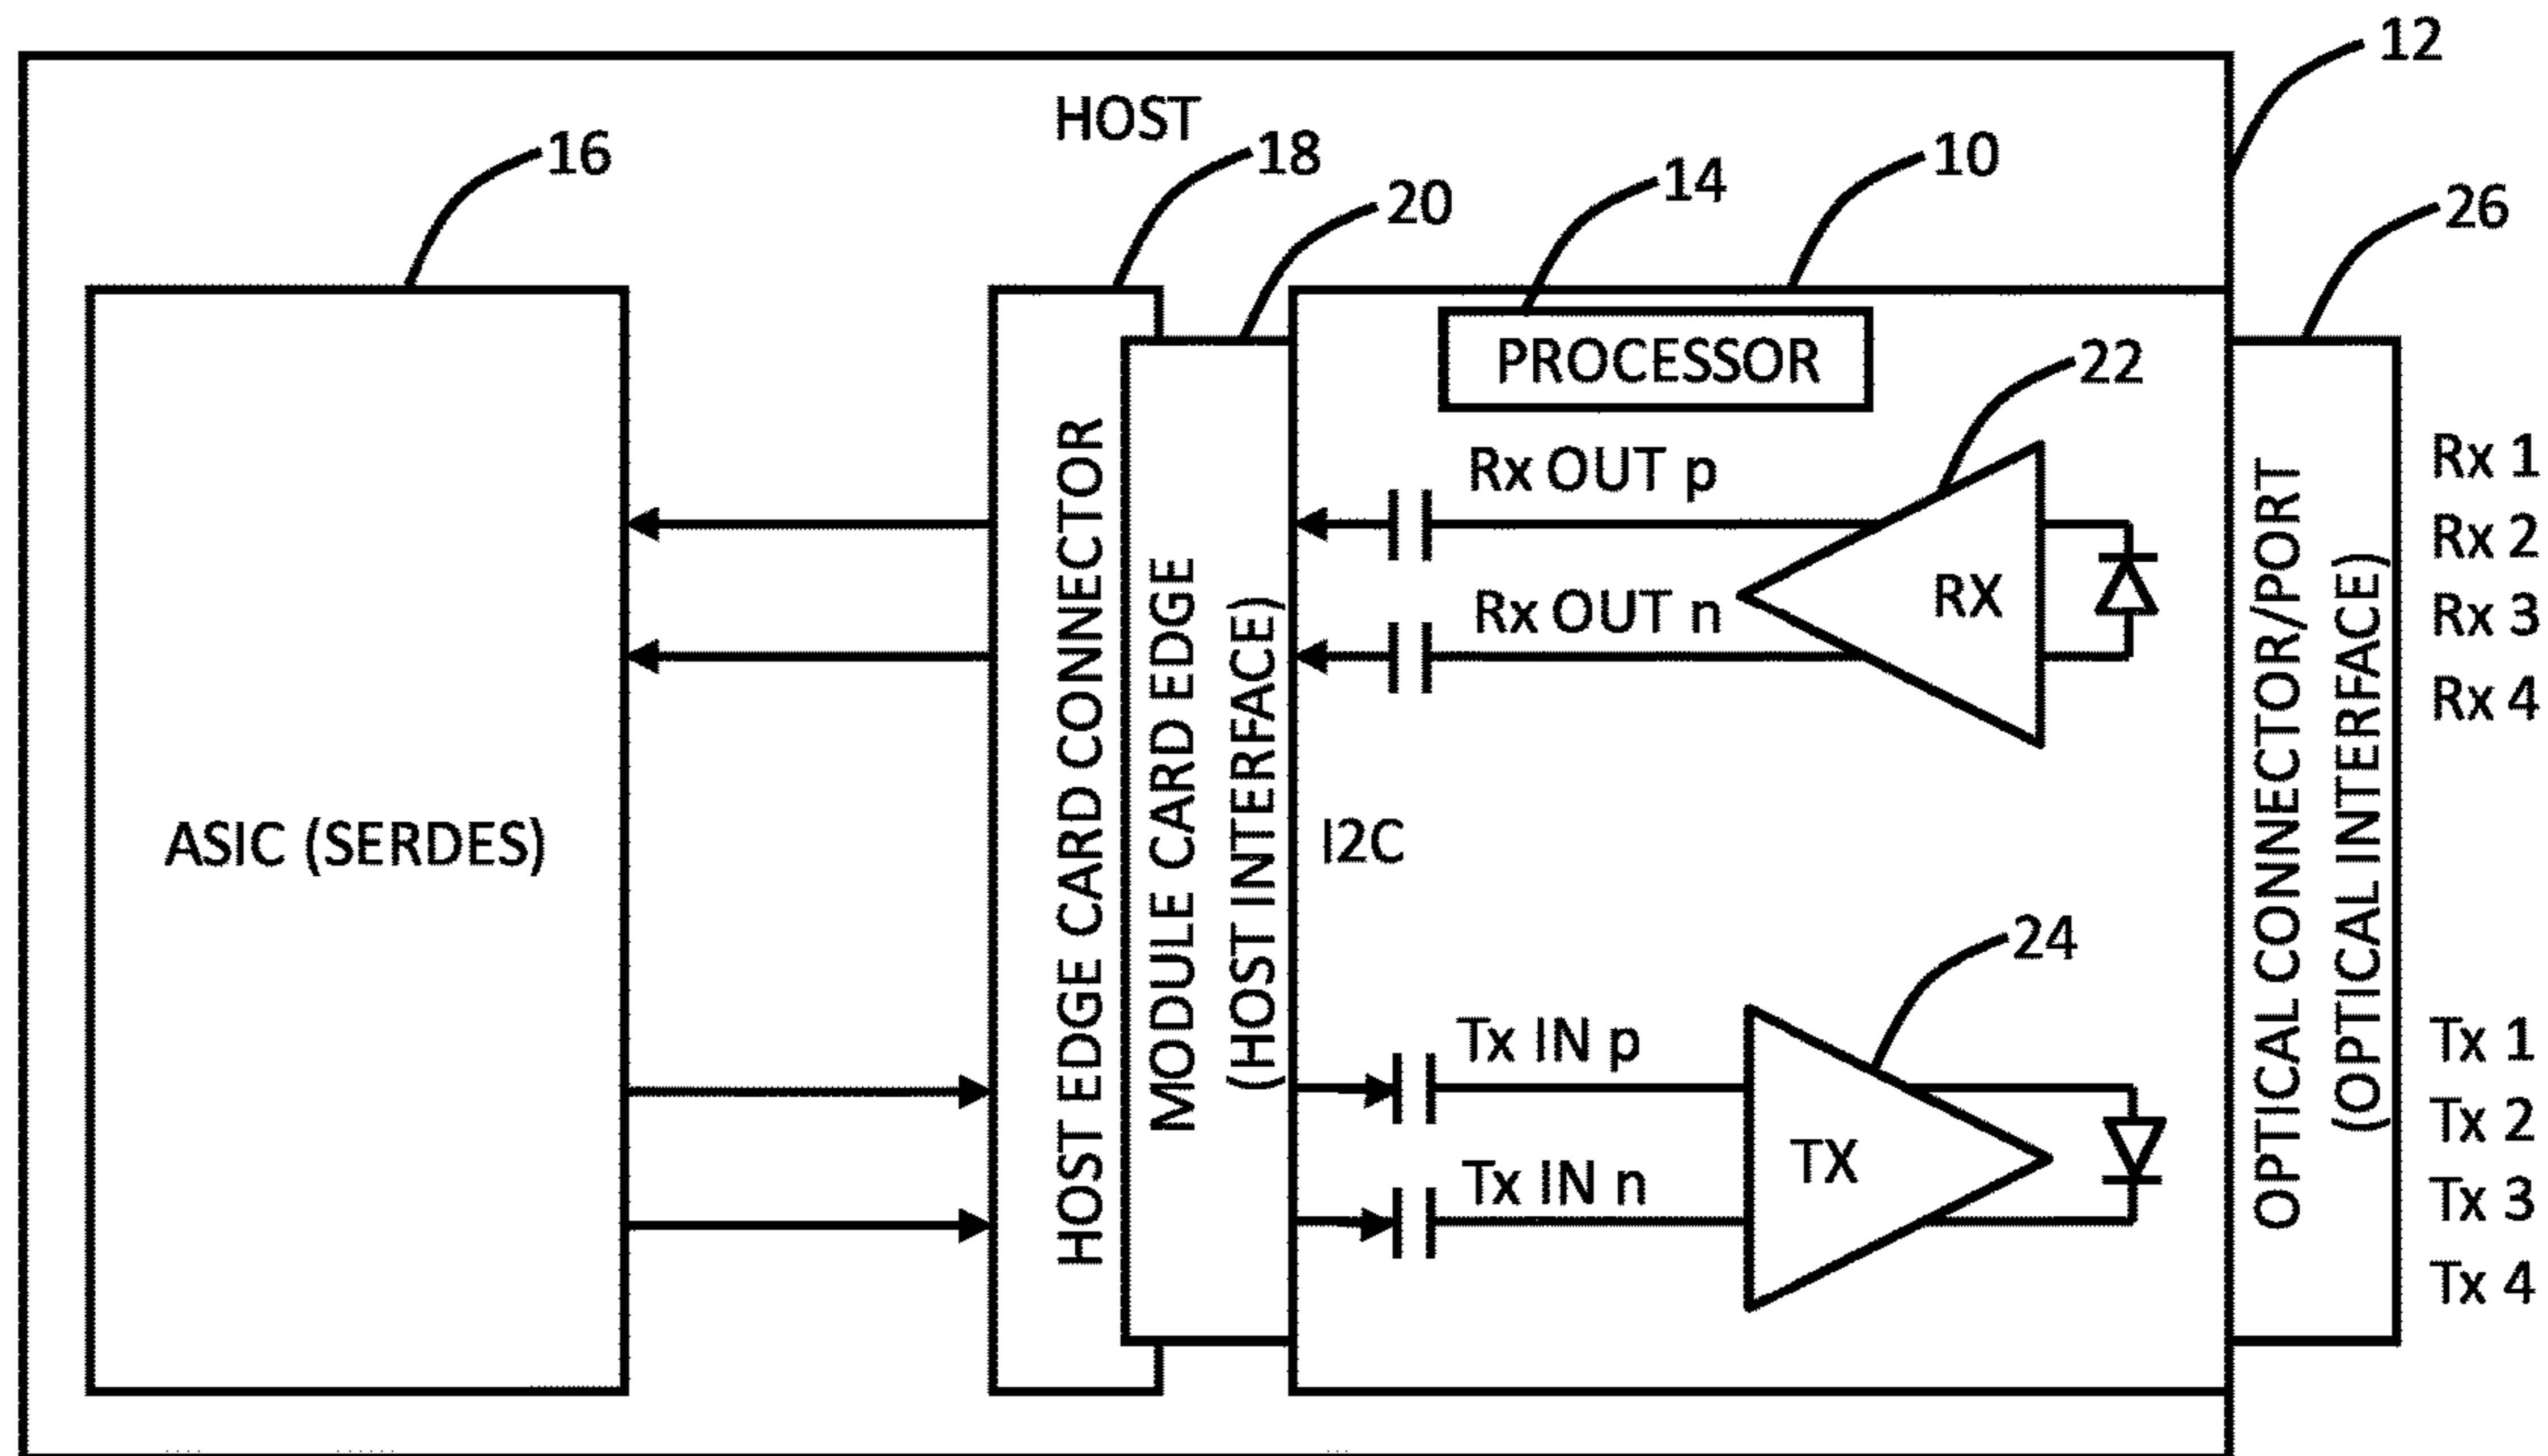 12
HOST
16
18
14
10
20
26
PROCESSOR
22
Rx OUT p
Rx OUT n
RX
Rx 1
Rx 2
Rx 3
Rx 4
ASIC (SERDES)
HOST EDGE CARD CONNECTOR
MODULE CARD EDGE
(HOST INTERFACE)
I2C
OPTICAL CONNECTOR/PORT
(OPTICAL INTERFACE)
24
Tx IN p
Tx IN n
TX
Tx 1
Tx 2
Tx 3
Tx 4